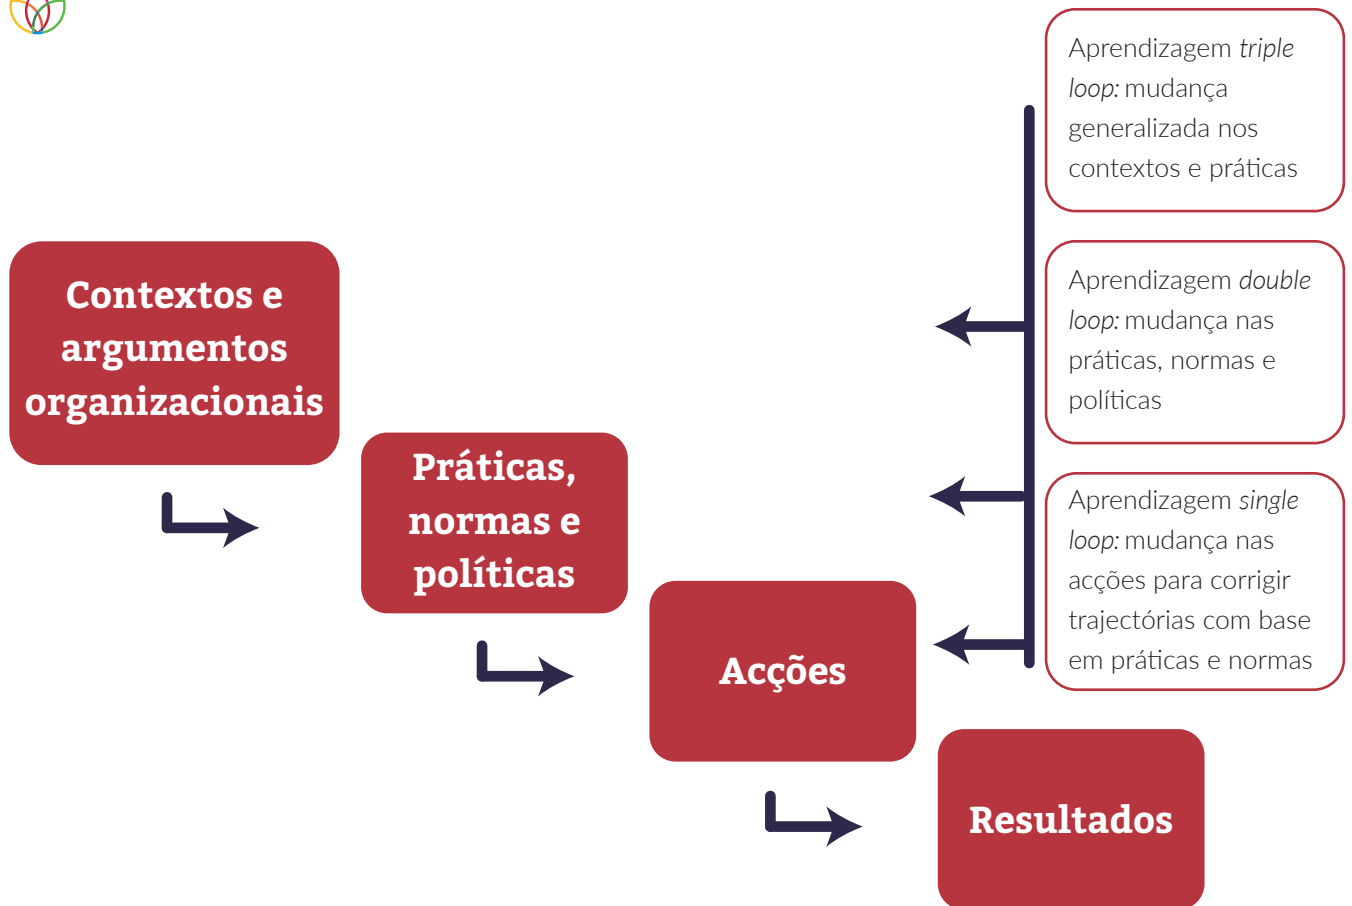 Contextos e
argumentos
organizacionais
Práticas,
normas e
políticas
Acções
Resultados
Aprendizagem triple
loop: mudança
generalizada nos
contextos e práticas
Aprendizagem double
loop: mudança nas
práticas, normas e
políticas
Aprendizagem single
loop: mudança nas
acções para corrigir
trajectórias com base
em práticas e normas